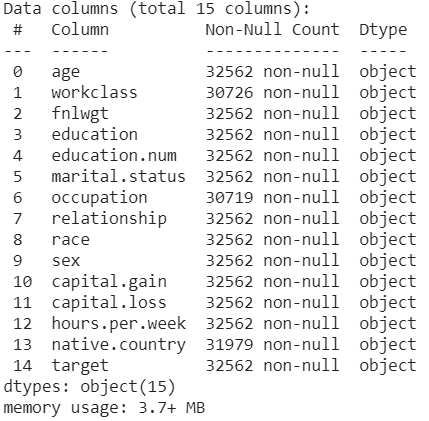 Data columns (total 15 columns):
 #   Column          Non-Null Count  Dtype
---  ------          --------------  -----
 0   age             32562 non-null  object
 1   workclass       30726 non-null  object
 2   fnlwgt          32562 non-null  object
 3   education       32562 non-null  object
 4   education.num   32562 non-null  object
 5   marital.status  32562 non-null  object
 6   occupation      30719 non-null  object
 7   relationship    32562 non-null  object
 8   race            32562 non-null  object
 9   sex             32562 non-null  object
 10  capital.gain    32562 non-null  object
 11  capital.loss    32562 non-null  object
 12  hours.per.week  32562 non-null  object
 13  native.country  31979 non-null  object
 14  target          32562 non-null  object
dtypes: object(15)
memory usage: 3.7+ MB